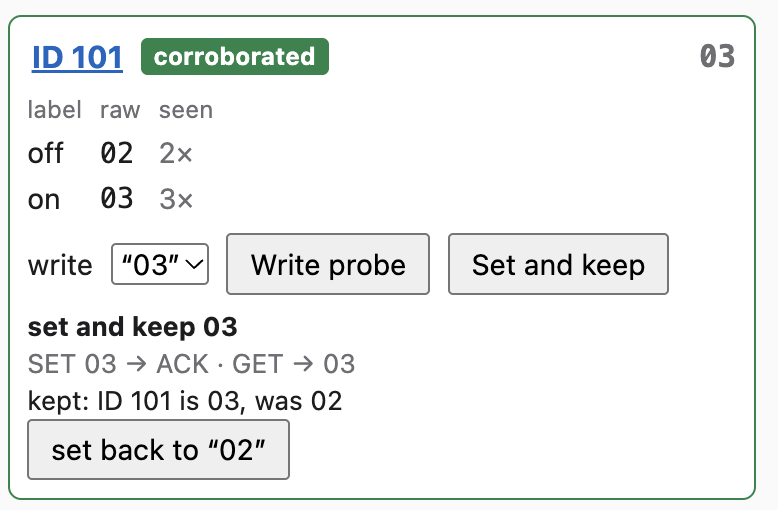 ID 101 corroborated 03
label raw seen
off 02 2×
on 03 3×
write “03” Write probe Set and keep
set and keep 03
SET 03 → ACK · GET → 03
kept: ID 101 is 03, was 02
set back to “02”